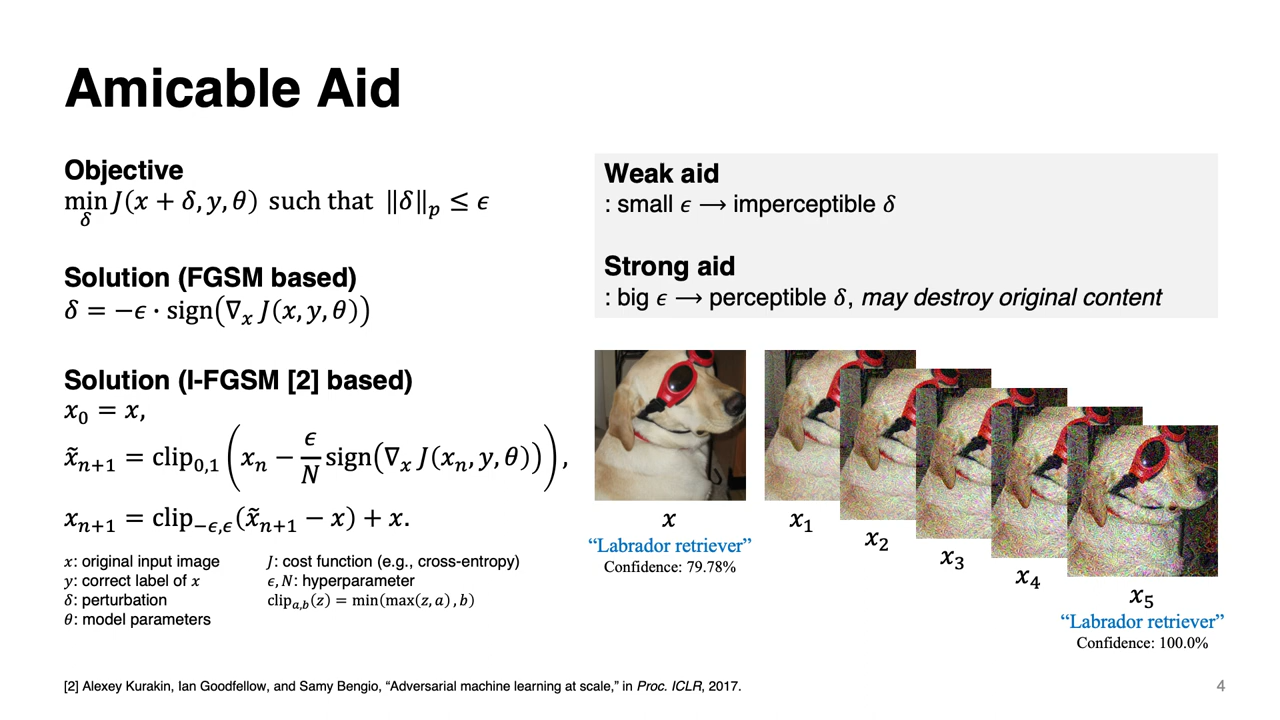 Amicable Aid
Objective
min_δ J(x + δ, y, θ) such that ‖δ‖_p ≤ ϵ
Solution (FGSM based)
δ = −ϵ · sign(∇_x J(x, y, θ))
Solution (I-FGSM [2] based)
x_0 = x,
x̃_{n+1} = clip_{0,1}(x_n − ϵ/N sign(∇_x J(x_n, y, θ))),
x_{n+1} = clip_{−ϵ,ϵ}(x̃_{n+1} − x) + x.
x: original input image
y: correct label of x
δ: perturbation
θ: model parameters
J: cost function (e.g., cross-entropy)
ϵ, N: hyperparameter
clip_{a,b}(z) = min(max(z, a), b)
Weak aid
: small ϵ ⟶ imperceptible δ
Strong aid
: big ϵ ⟶ perceptible δ, may destroy original content
x
“Labrador retriever”
Confidence: 79.78%
x_1
x_2
x_3
x_4
x_5
“Labrador retriever”
Confidence: 100.0%
[2] Alexey Kurakin, Ian Goodfellow, and Samy Bengio, “Adversarial machine learning at scale,” in Proc. ICLR, 2017.
4